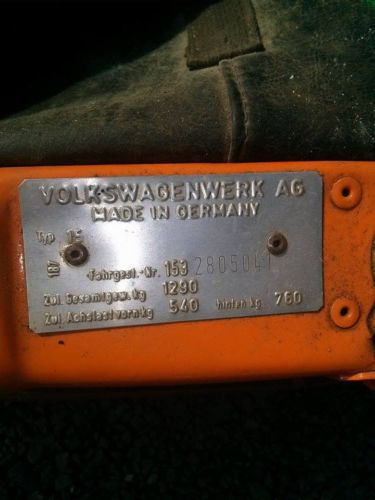 VOLKSWAGENWERK AG
MADE IN GERMANY
Typ 15
187
Fahrgest.-Nr. 153 2805041
Zul Gesamtgew. kg 1290
Zul Achslast vorn kg 540 hinten kg 760